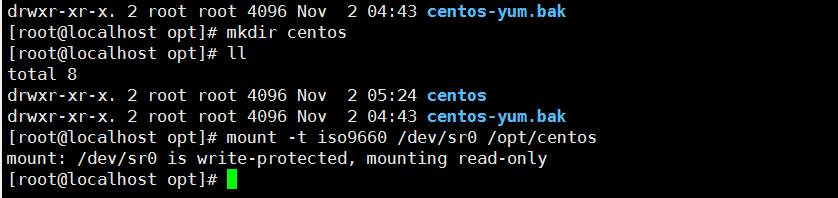 drwxr-xr-x. 2 root root 4096 Nov  2 04:43 centos-yum.bak
[root@localhost opt]# mkdir centos
[root@localhost opt]# ll
total 8
drwxr-xr-x. 2 root root 4096 Nov  2 05:24 centos
drwxr-xr-x. 2 root root 4096 Nov  2 04:43 centos-yum.bak
[root@localhost opt]# mount -t iso9660 /dev/sr0 /opt/centos
mount: /dev/sr0 is write-protected, mounting read-only
[root@localhost opt]#